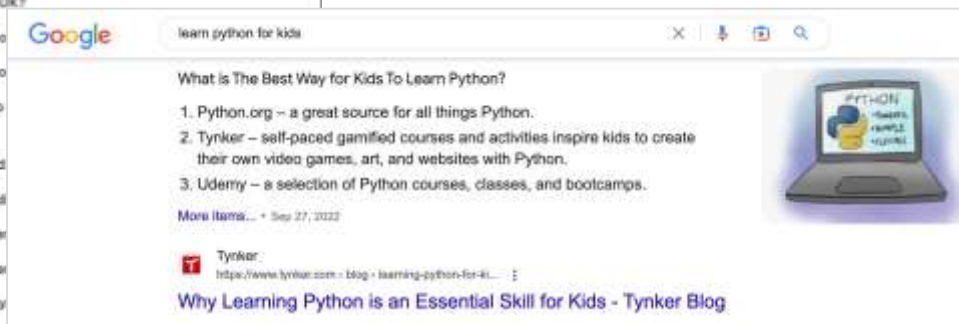 Google
learn python for kids
What is The Best Way for Kids To Learn Python?
1. Python.org – a great source for all things Python.
2. Tynker – self-paced gamified courses and activities inspire kids to create
their own video games, art, and websites with Python.
3. Udemy – a selection of Python courses, classes, and bootcamps.
More items... • Sep 27, 2022
PYTHON
Tynker
https://www.tynker.com › blog › learning-python-for-ki...
Why Learning Python is an Essential Skill for Kids - Tynker Blog